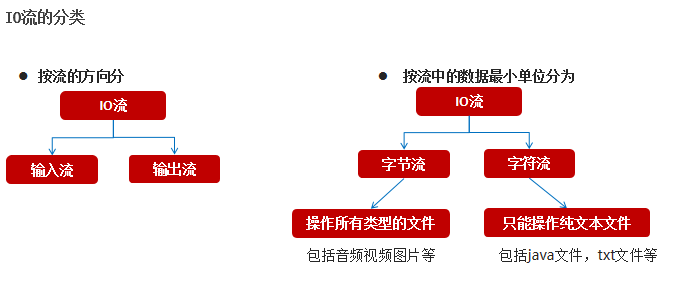 IO流的分类
● 按流的方向分
IO流
输入流
输出流
● 按流中的数据最小单位分为
IO流
字节流
字符流
操作所有类型的文件
只能操作纯文本文件
包括音频视频图片等
包括java文件，txt文件等